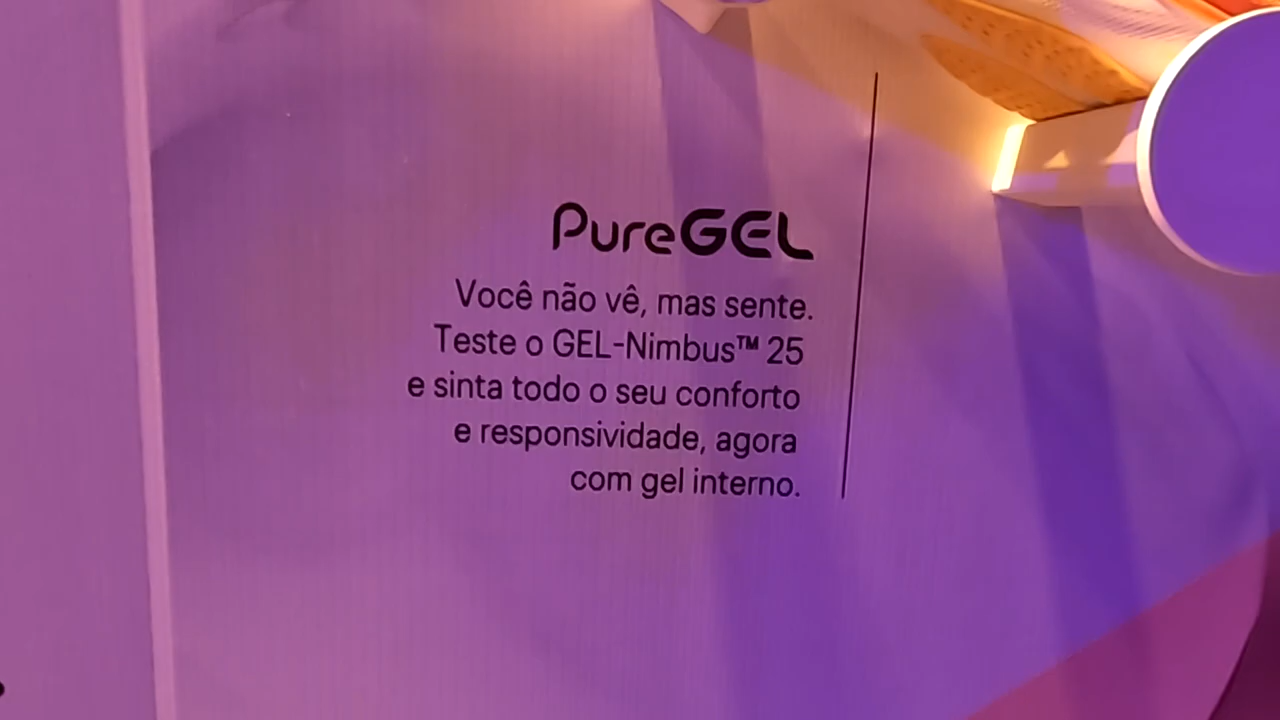 PureGEL
Você não vê, mas sente.
Teste o GEL-Nimbus™ 25
e sinta todo o seu conforto
e responsividade, agora
com gel interno.